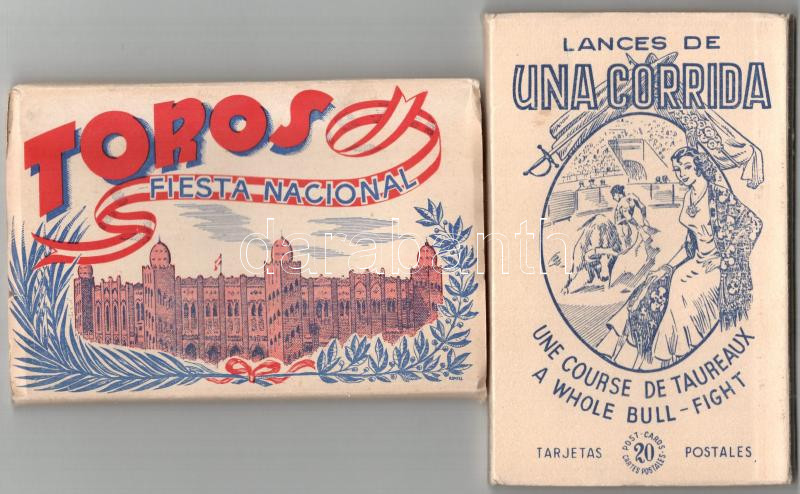 TOROS
FIESTA NACIONAL
LANCES DE
UNA CORRIDA
UNE COURSE DE TAUREAUX
A WHOLE BULL-FIGHT
TARJETAS
POST-CARDS
20
CARTES POSTALES
POSTALES
darabanth